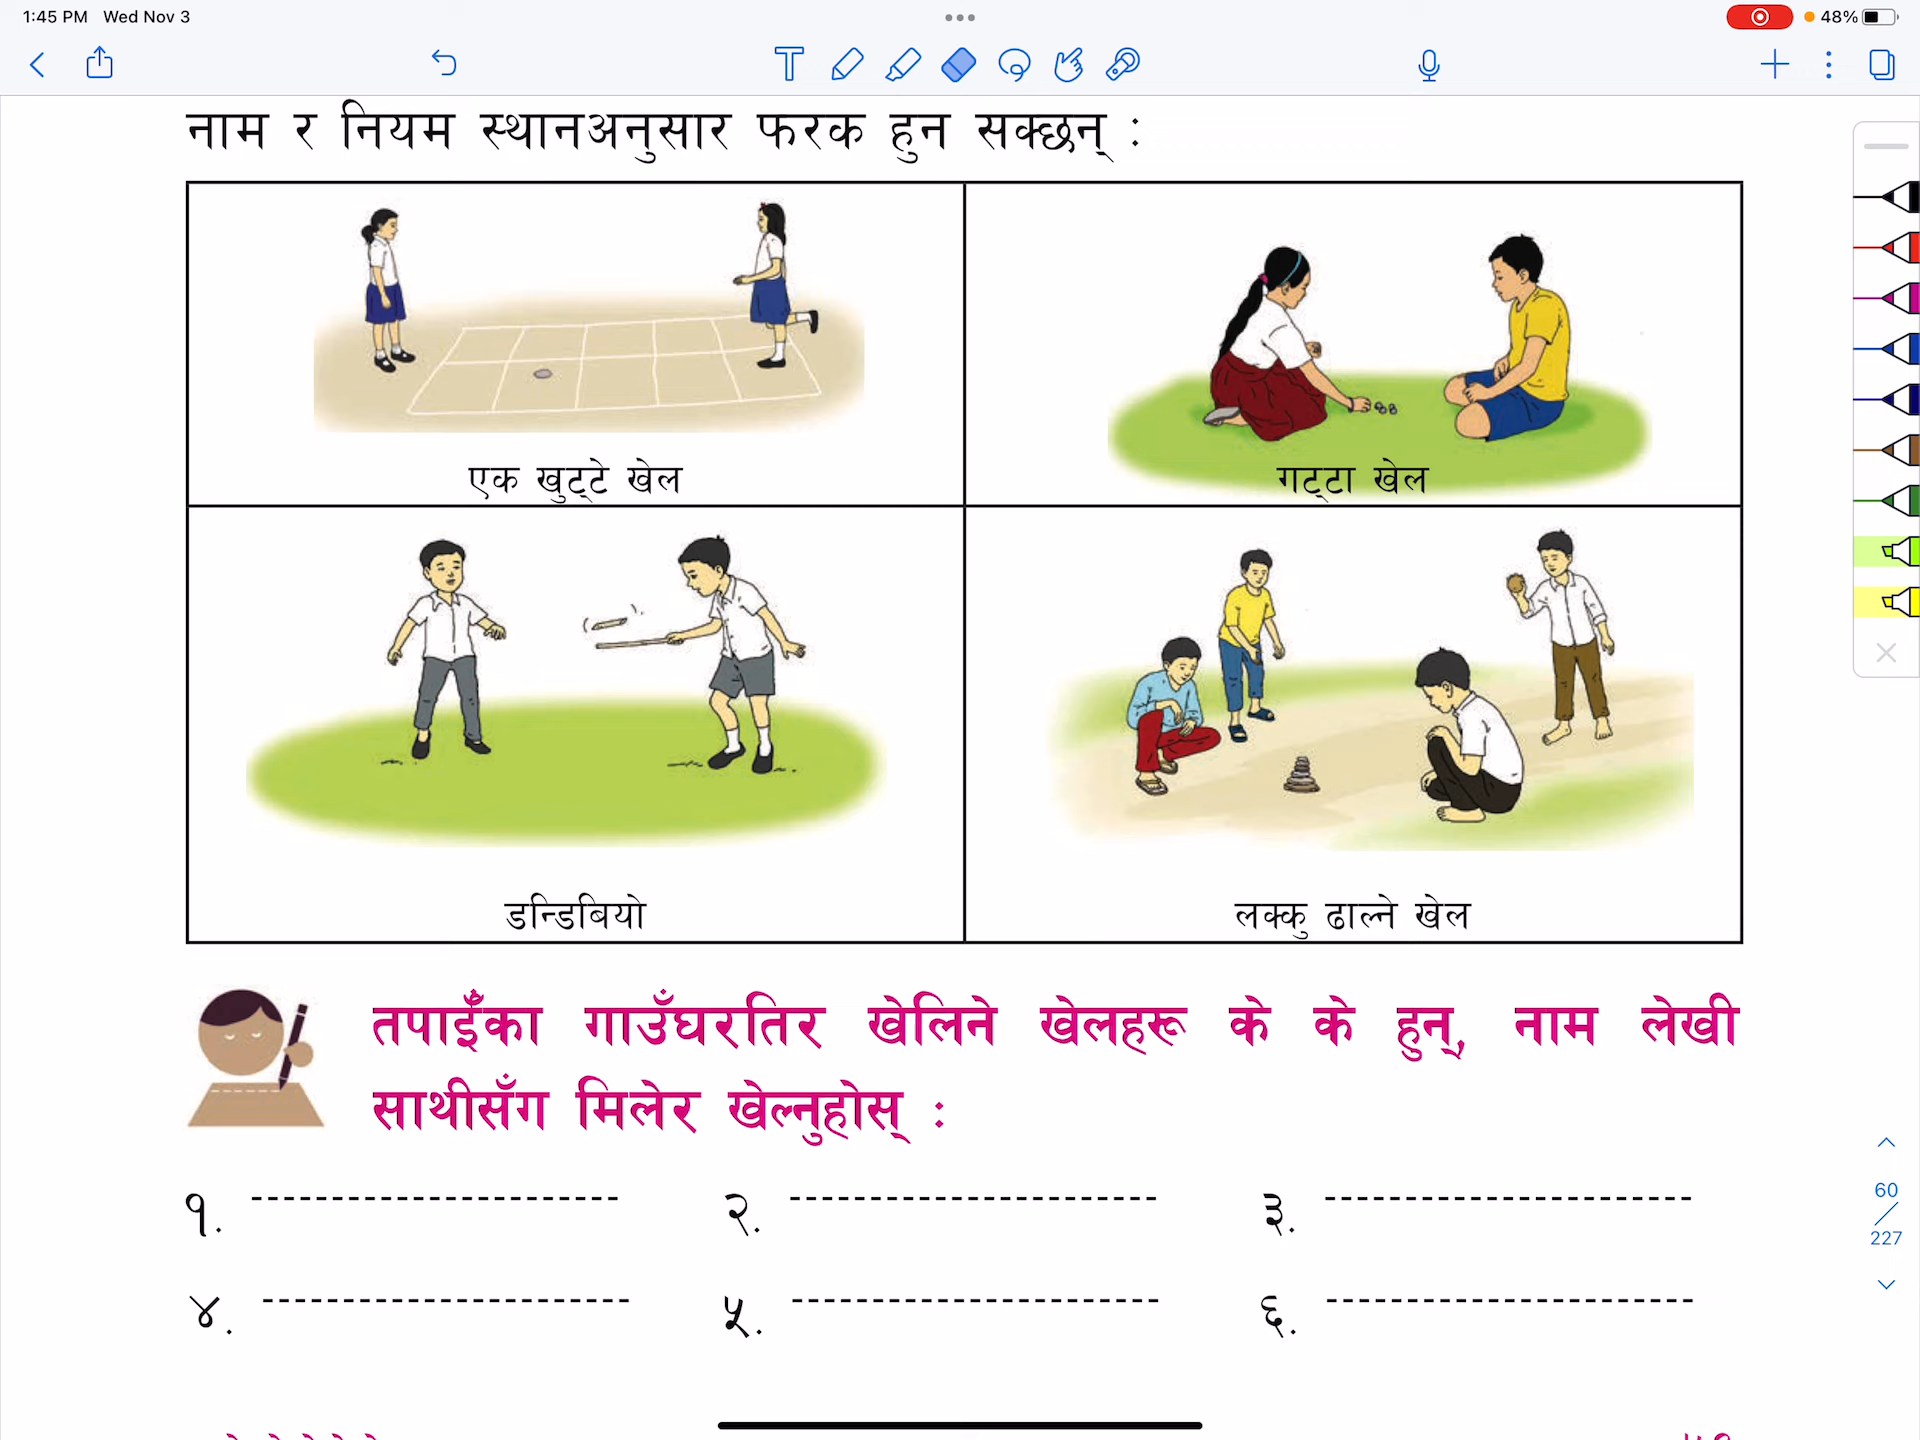 1:45 PM Wed Nov 3
48%
नाम र नियम स्थानअनुसार फरक हुन सक्छन् :
एक खुट्टे खेल
गट्टा खेल
डन्डिबियो
लक्कु ढाल्ने खेल
तपाईँका गाउँघरतिर खेलिने खेलहरू के के हुन्, नाम लेखी
साथीसँग मिलेर खेल्नुहोस् :
१. ----------------------- २. ----------------------- ३. -----------------------
४. ----------------------- ५. ----------------------- ६. -----------------------
60
227